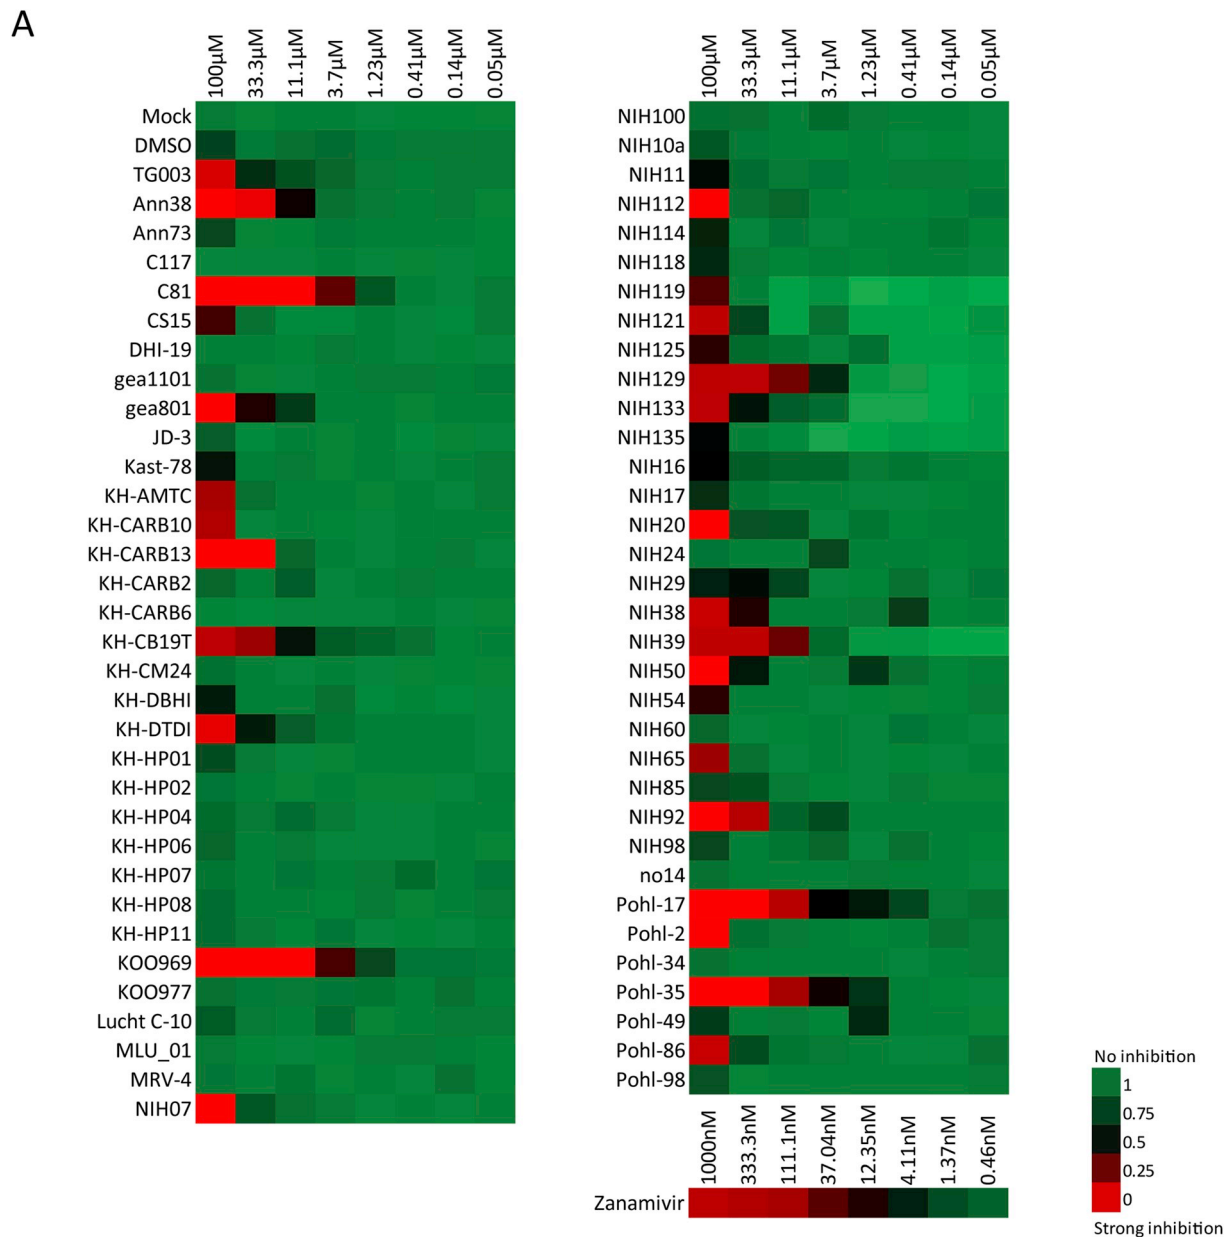 A
100µM 33.3µM 11.1µM 3.7µM 1.23µM 0.41µM 0.14µM 0.05µM
Mock
DMSO
TG003
Ann38
Ann73
C117
C81
CS15
DHI-19
gea1101
gea801
JD-3
Kast-78
KH-AMTC
KH-CARB10
KH-CARB13
KH-CARB2
KH-CARB6
KH-CB19T
KH-CM24
KH-DBHI
KH-DTDI
KH-HP01
KH-HP02
KH-HP04
KH-HP06
KH-HP07
KH-HP08
KH-HP11
KOO969
KOO977
Lucht C-10
MLU_01
MRV-4
NIH07
100µM 33.3µM 11.1µM 3.7µM 1.23µM 0.41µM 0.14µM 0.05µM
NIH100
NIH10a
NIH11
NIH112
NIH114
NIH118
NIH119
NIH121
NIH125
NIH129
NIH133
NIH135
NIH16
NIH17
NIH20
NIH24
NIH29
NIH38
NIH39
NIH50
NIH54
NIH60
NIH65
NIH85
NIH92
NIH98
no14
Pohl-17
Pohl-2
Pohl-34
Pohl-35
Pohl-49
Pohl-86
Pohl-98
1000nM 333.3nM 111.1nM 37.04nM 12.35nM 4.11nM 1.37nM 0.46nM
Zanamivir
No inhibition
1
0.75
0.5
0.25
0
Strong inhibition